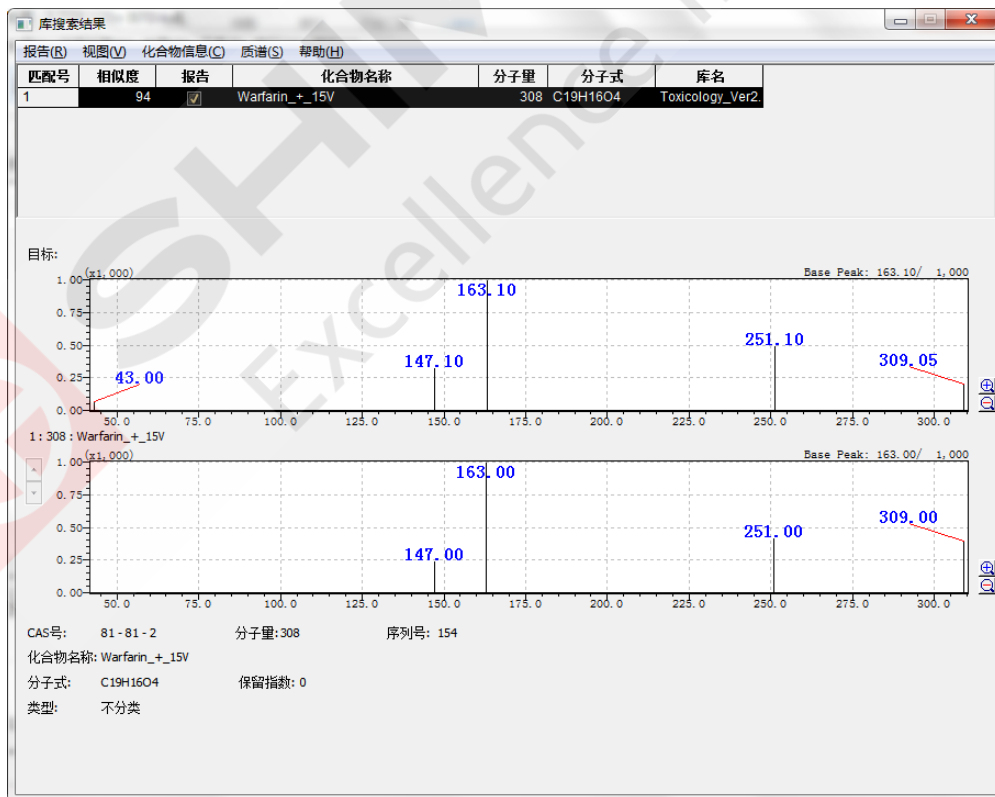 库搜索结果
报告(R) 视图(V) 化合物信息(C) 质谱(S) 帮助(H)
匹配号 相似度 报告 化合物名称 分子量 分子式 库名
1 94 Warfarin_+_15V 308 C19H16O4 Toxicology_Ver2.
目标:
(x1,000) Base Peak: 163.10/ 1,000
1.00
0.75
0.50
0.25
0.00
163.10
251.10
147.10 309.05
43.00
50.0 75.0 100.0 125.0 150.0 175.0 200.0 225.0 250.0 275.0 300.0
1:308:Warfarin_+_15V
(x1,000) Base Peak: 163.00/ 1,000
1.00
0.75
0.50
0.25
0.00
163.00
309.00
251.00
147.00
50.0 75.0 100.0 125.0 150.0 175.0 200.0 225.0 250.0 275.0 300.0
CAS号: 81-81-2 分子量:308 序列号: 154
化合物名称: Warfarin_+_15V
分子式: C19H16O4 保留指数: 0
类型: 不分类
SHIM
Excellence